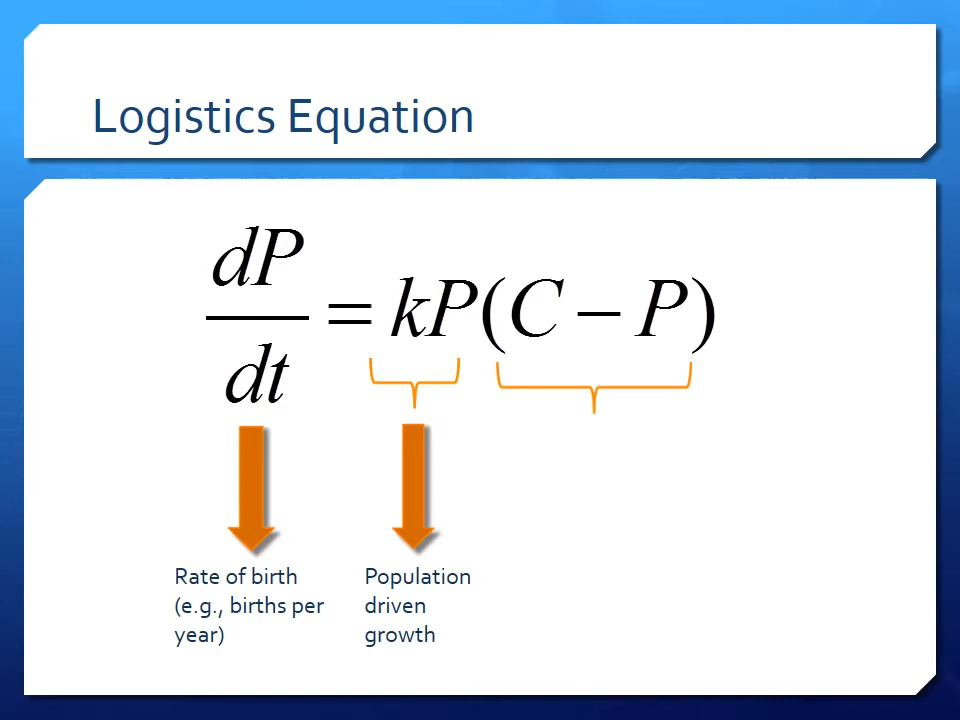 Logistics Equation
dP/dt = kP(C − P)
Rate of birth
(e.g., births per
year)
Population
driven
growth